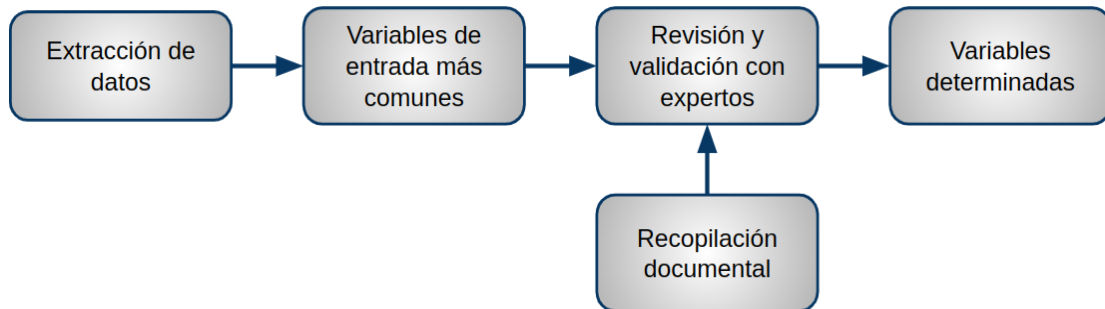 Extracción de
datos
Variables de
entrada más
comunes
Revisión y
validación con
expertos
Variables
determinadas
Recopilación
documental